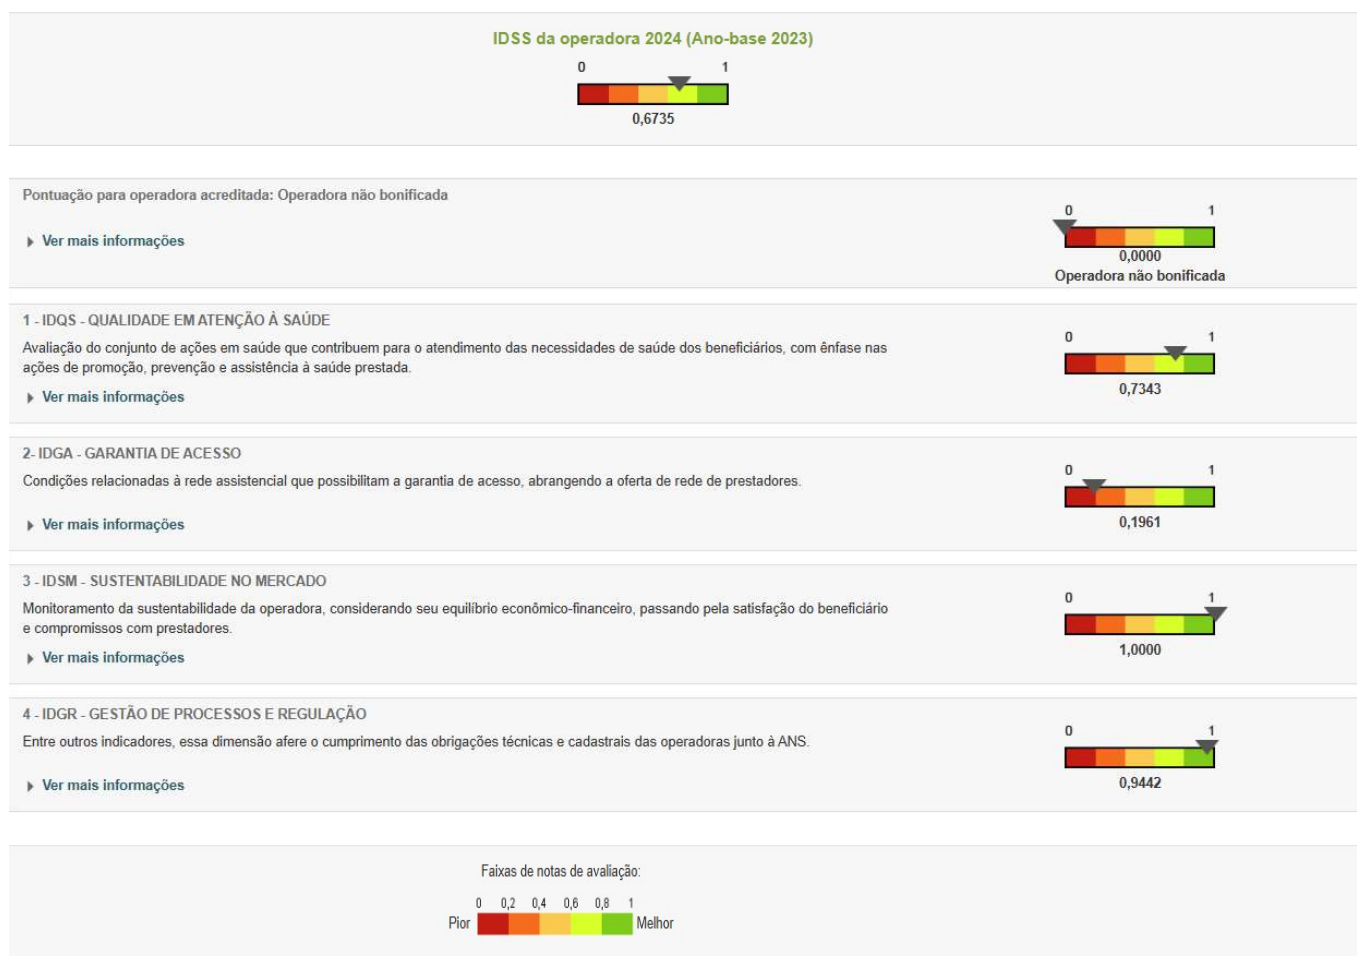 IDSS da operadora 2024 (Ano-base 2023)
0 1
0,6735
Pontuação para operadora acreditada: Operadora não bonificada
Ver mais informações
0 1
0,0000
Operadora não bonificada
1 - IDQS - QUALIDADE EM ATENÇÃO À SAÚDE
Avaliação do conjunto de ações em saúde que contribuem para o atendimento das necessidades de saúde dos beneficiários, com ênfase nas
ações de promoção, prevenção e assistência à saúde prestada.
Ver mais informações
0 1
0,7343
2- IDGA - GARANTIA DE ACESSO
Condições relacionadas à rede assistencial que possibilitam a garantia de acesso, abrangendo a oferta de rede de prestadores.
Ver mais informações
0 1
0,1961
3 - IDSM - SUSTENTABILIDADE NO MERCADO
Monitoramento da sustentabilidade da operadora, considerando seu equilíbrio econômico-financeiro, passando pela satisfação do beneficiário
e compromissos com prestadores.
Ver mais informações
0 1
1,0000
4 - IDGR - GESTÃO DE PROCESSOS E REGULAÇÃO
Entre outros indicadores, essa dimensão afere o cumprimento das obrigações técnicas e cadastrais das operadoras junto à ANS.
Ver mais informações
0 1
0,9442
Faixas de notas de avaliação:
0 0,2 0,4 0,6 0,8 1
Pior Melhor